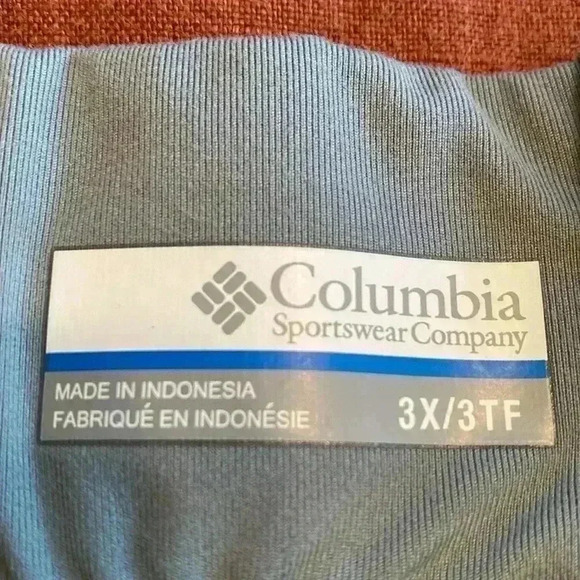 Columbia
Sportswear Company
MADE IN INDONESIA
FABRIQUÉ EN INDONÉSIE
3X/3TF